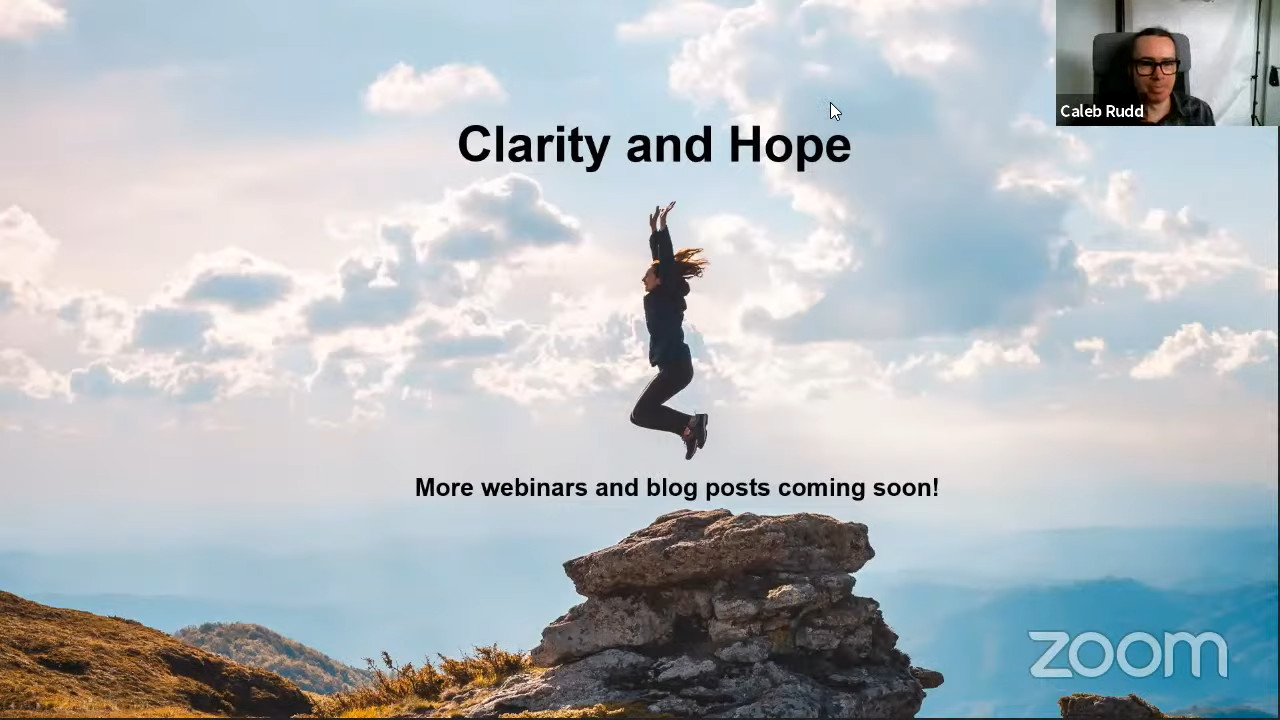 Caleb Rudd
Clarity and Hope
More webinars and blog posts coming soon!
zoom